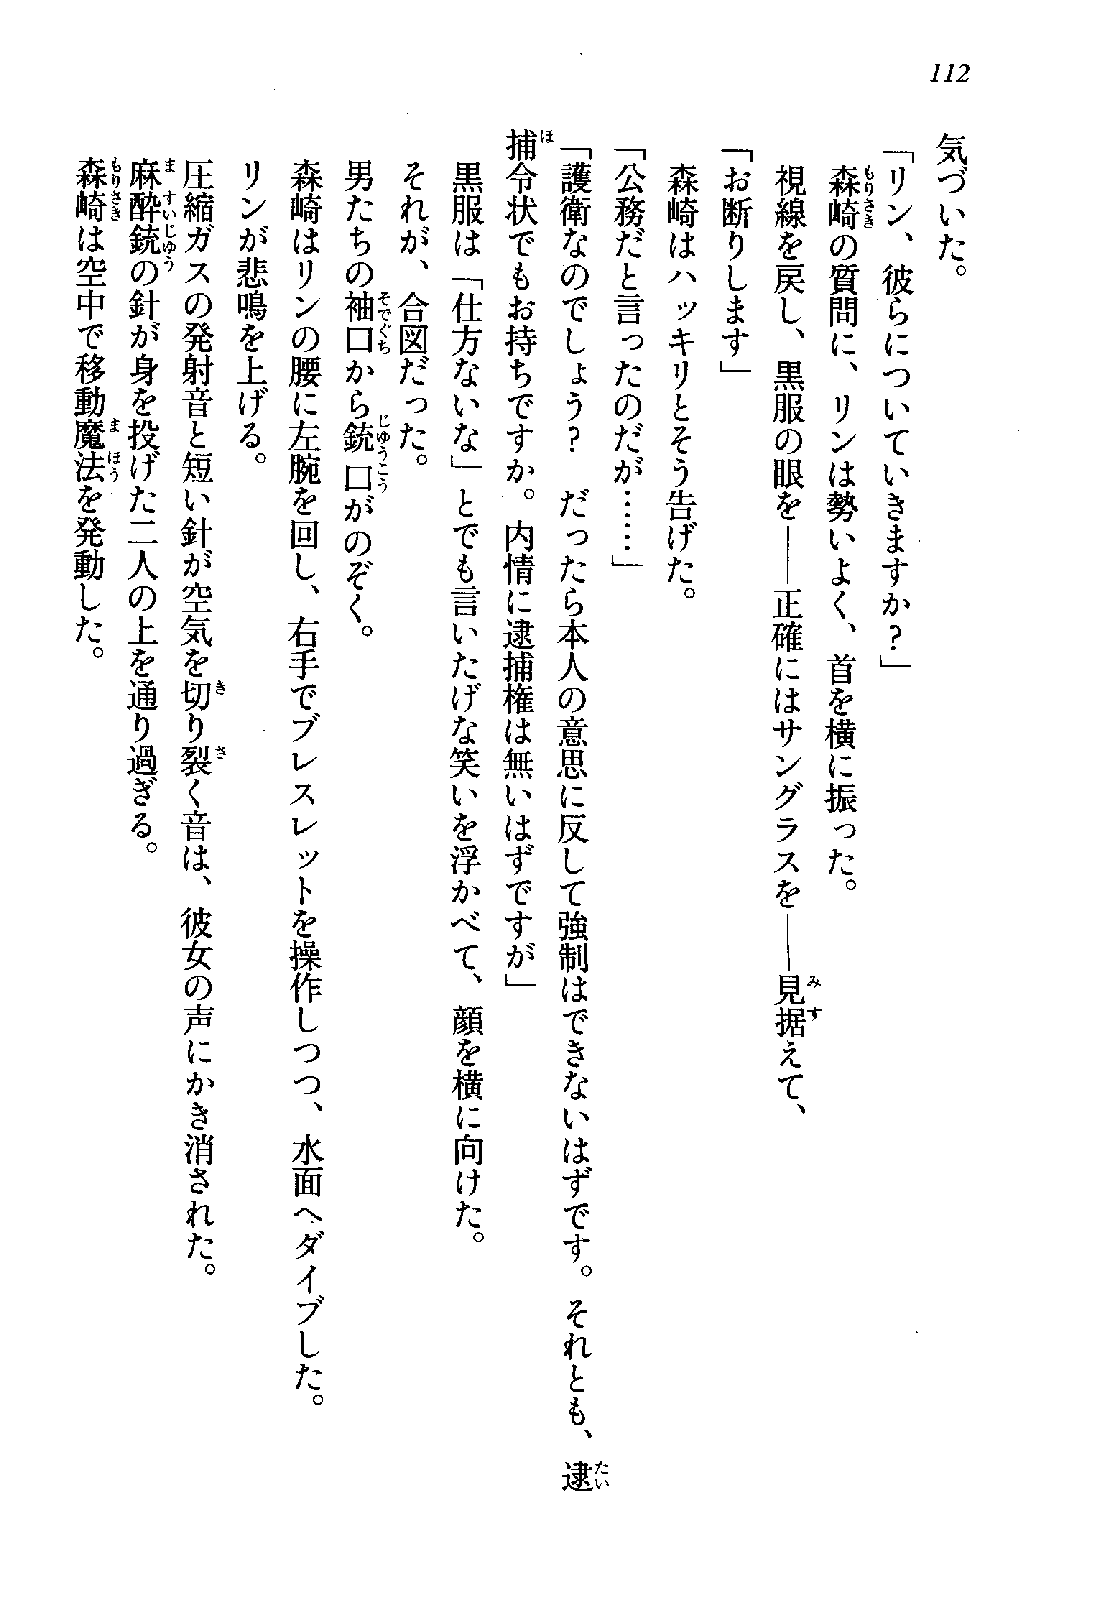 112
気づいた。
「リン、彼らについていきますか?」
森崎の質問に、リンは勢いよく、首を横に振った。
視線を戻し、黒服の眼を――正確にはサングラスを――見据えて、
「お断りします」
森崎はハッキリとそう告げた。
「公務だと言ったのだが……」
「護衛なのでしょう? だったら本人の意思に反して強制はできないはずです。それとも、逮
捕令状でもお持ちですか。内情に逮捕権は無いはずですが」
黒服は「仕方ないな」とでも言いたげな笑いを浮かべて、顔を横に向けた。
それが、合図だった。
男たちの袖口から銃口がのぞく。
森崎はリンの腰に左腕を回し、右手でブレスレットを操作しつつ、水面へダイブした。
リンが悲鳴を上げる。
圧縮ガスの発射音と短い針が空気を切り裂く音は、彼女の声にかき消された。
麻酔銃の針が身を投げた二人の上を通り過ぎる。
森崎は空中で移動魔法を発動した。